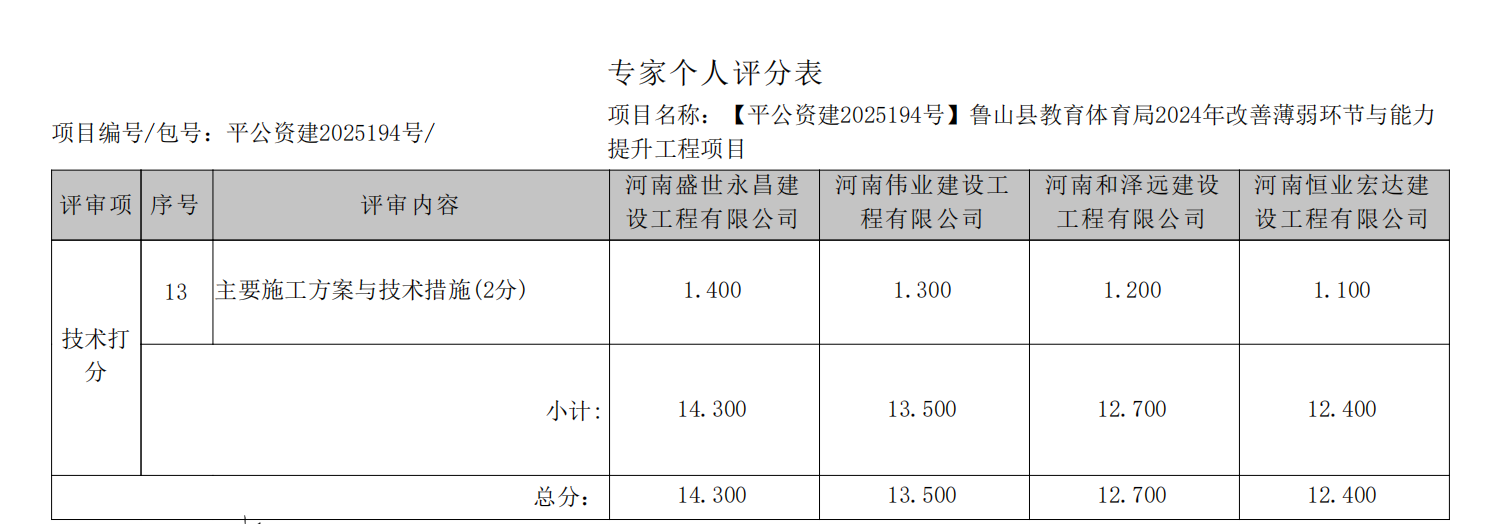 专家个人评分表
项目编号/包号：平公资建2025194号/
项目名称：【平公资建2025194号】鲁山县教育体育局2024年改善薄弱环节与能力
提升工程项目
评审项 序号 评审内容 河南盛世永昌建 河南伟业建设工 河南和泽远建设 河南恒业宏达建
设工程有限公司 程有限公司 工程有限公司 设工程有限公司
13 主要施工方案与技术措施(2分) 1.400 1.300 1.200 1.100
技术打
分
小计: 14.300 13.500 12.700 12.400
总分: 14.300 13.500 12.700 12.400